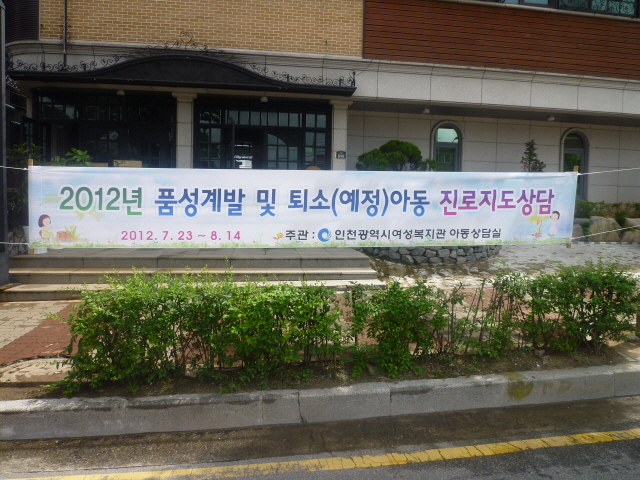 2012년 품성계발 및 퇴소(예정)아동 진로지도상담
2012. 7. 23 ~ 8. 14 주관 : 인천광역시여성복지관 아동상담실